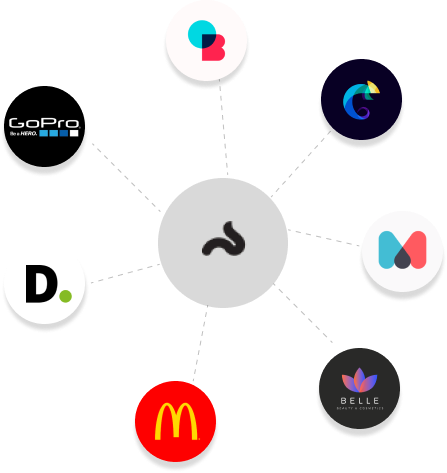 B
GoPro
Be a HERO.
D.
M
BELLE
BEAUTY & COSMETICS